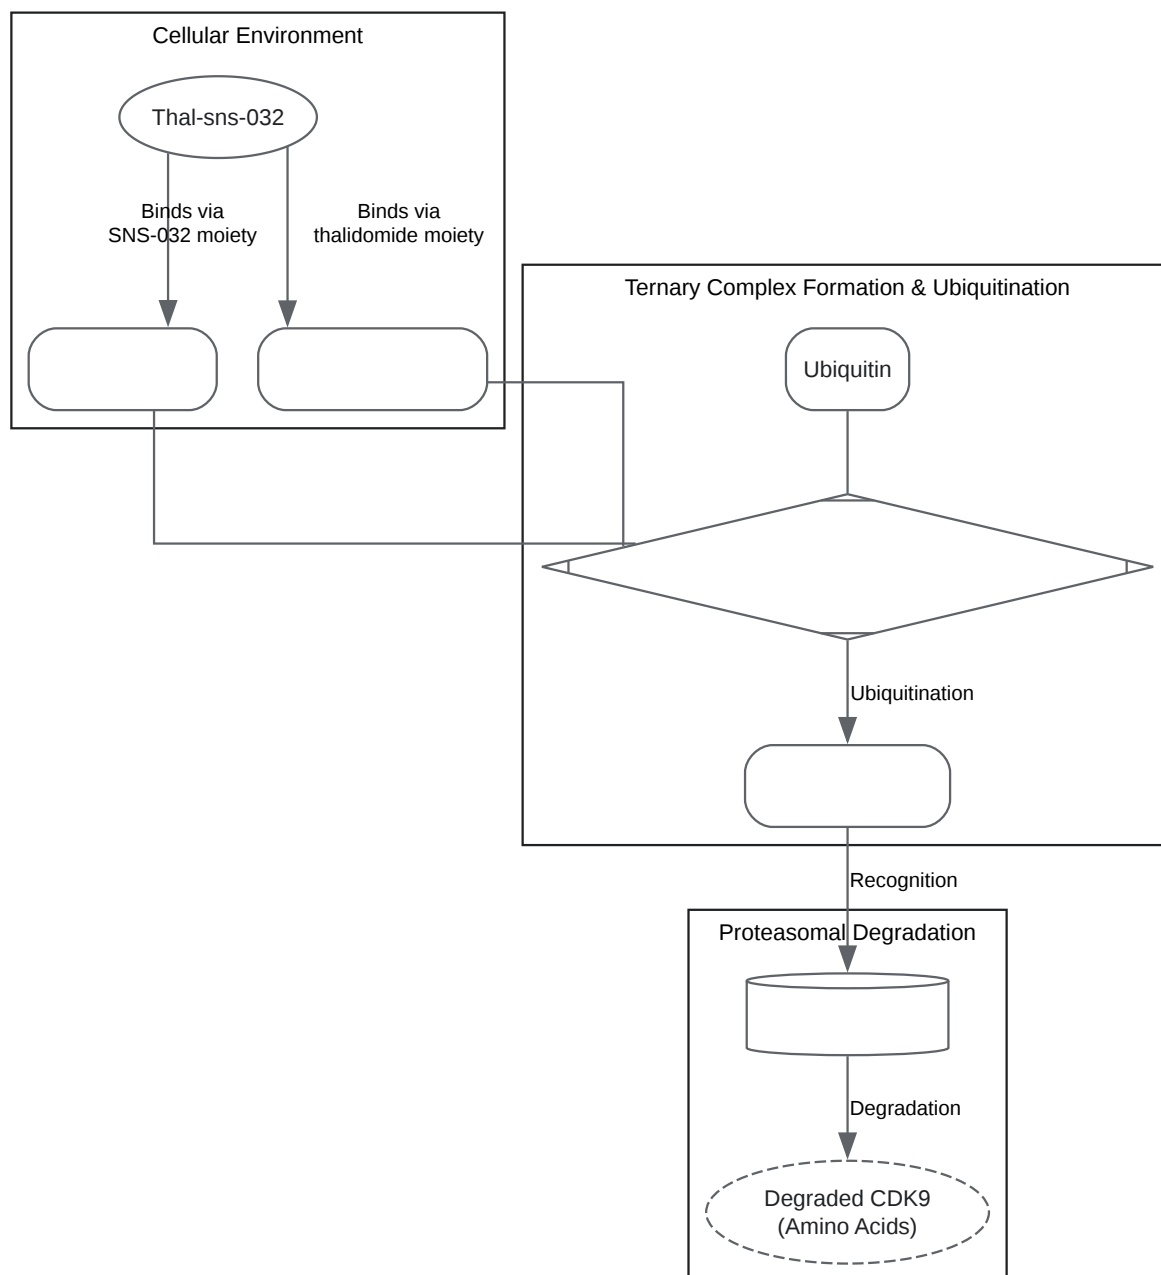 Cellular Environment
Thal-sns-032
Binds via
SNS-032 moiety
Binds via
thalidomide moiety
Ternary Complex Formation & Ubiquitination
Ubiquitin
Ubiquitination
Recognition
Proteasomal Degradation
Degradation
Degraded CDK9
(Amino Acids)